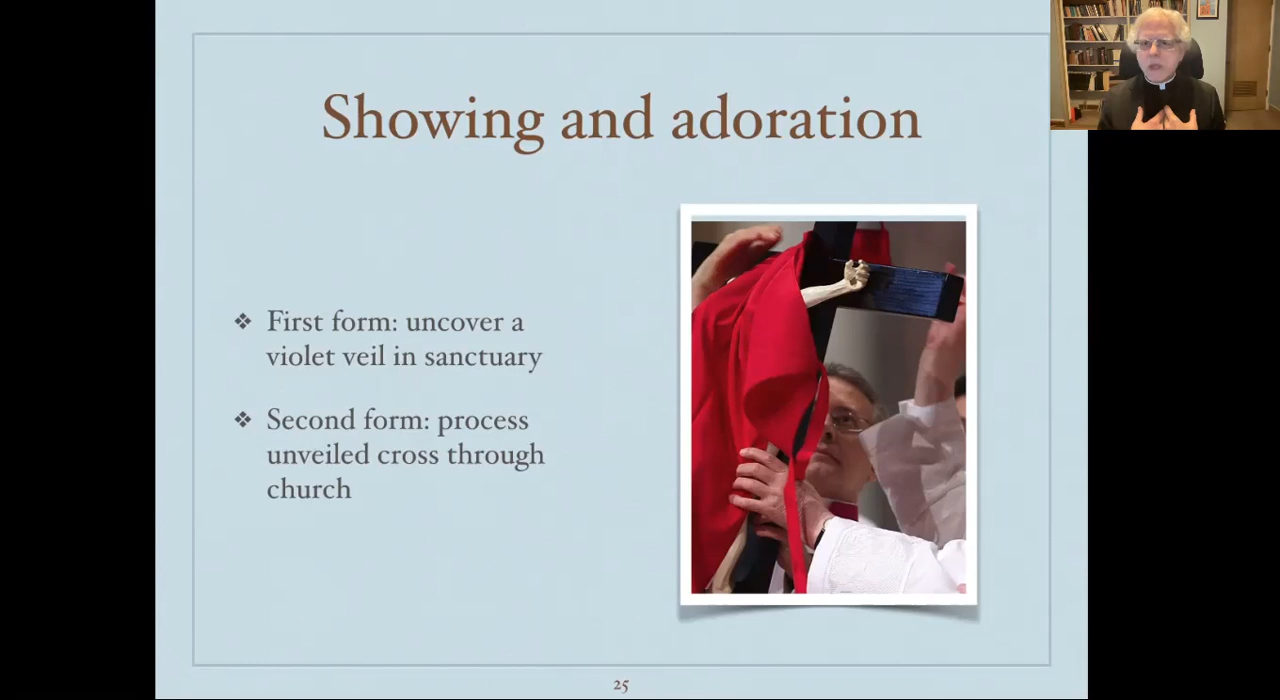 Showing and adoration
❖ First form: uncover a
violet veil in sanctuary
❖ Second form: process
unveiled cross through
church
25